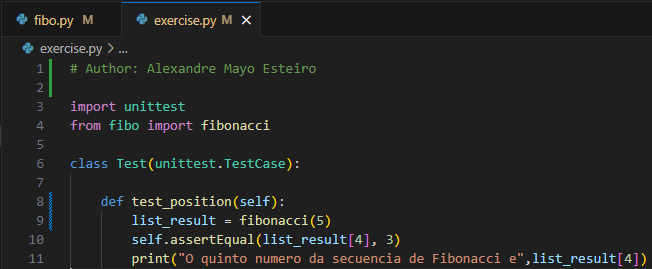 fibo.py M exercise.py M ×
exercise.py > ...
1 # Author: Alexandre Mayo Esteiro
2
3 import unittest
4 from fibo import fibonacci
5
6 class Test(unittest.TestCase):
7
8 def test_position(self):
9 list_result = fibonacci(5)
10 self.assertEqual(list_result[4], 3)
11 print("O quinto numero da secuencia de Fibonacci e",list_result[4])